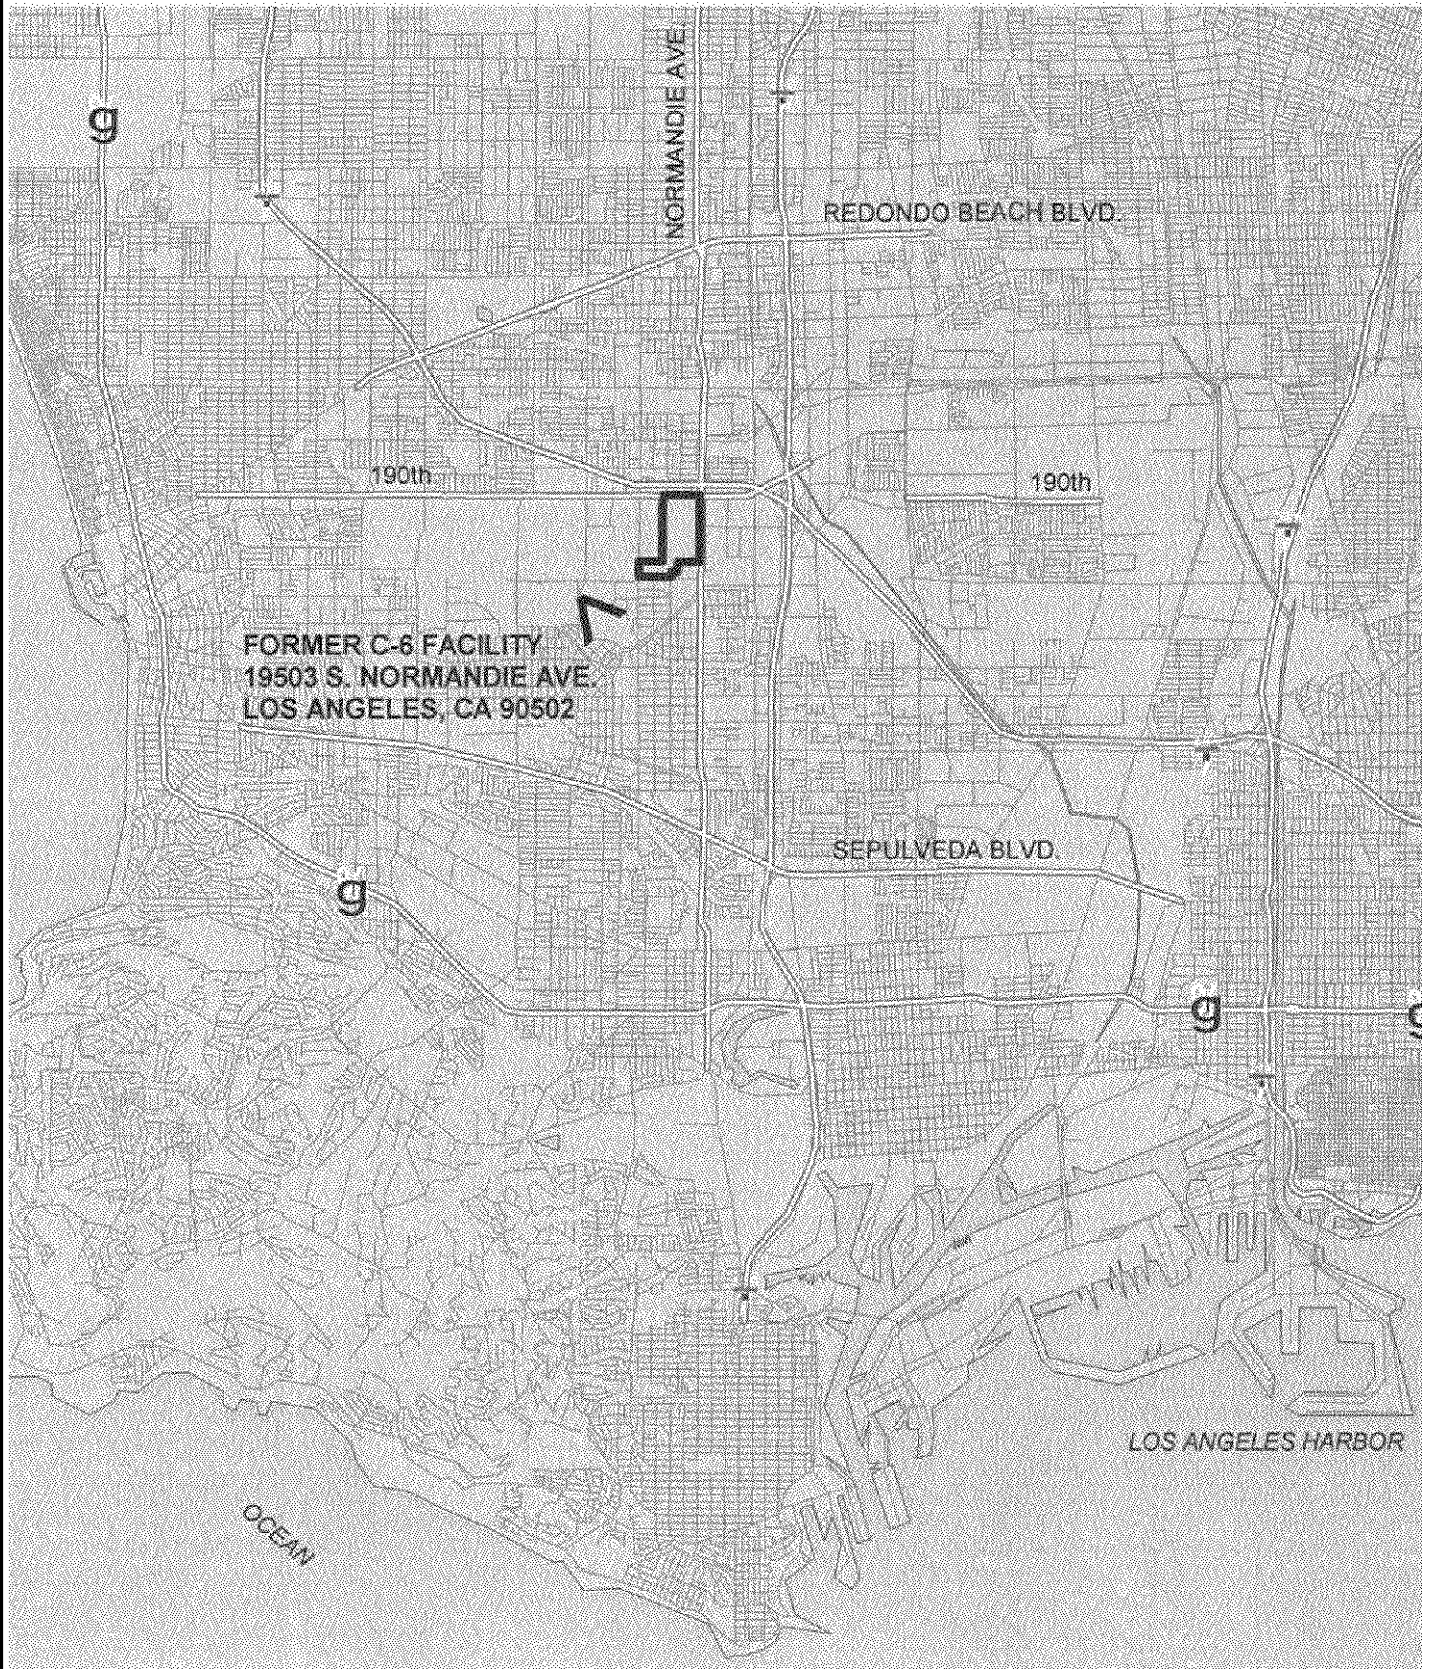 g
NORMANDIE AVE.
REDONDO BEACH BLVD.
190th
190th
FORMER C-6 FACILITY
19503 S. NORMANDIE AVE.
LOS ANGELES, CA 90502
SEPULVEDA BLVD.
g
g
g
LOS ANGELES HARBOR
OCEAN